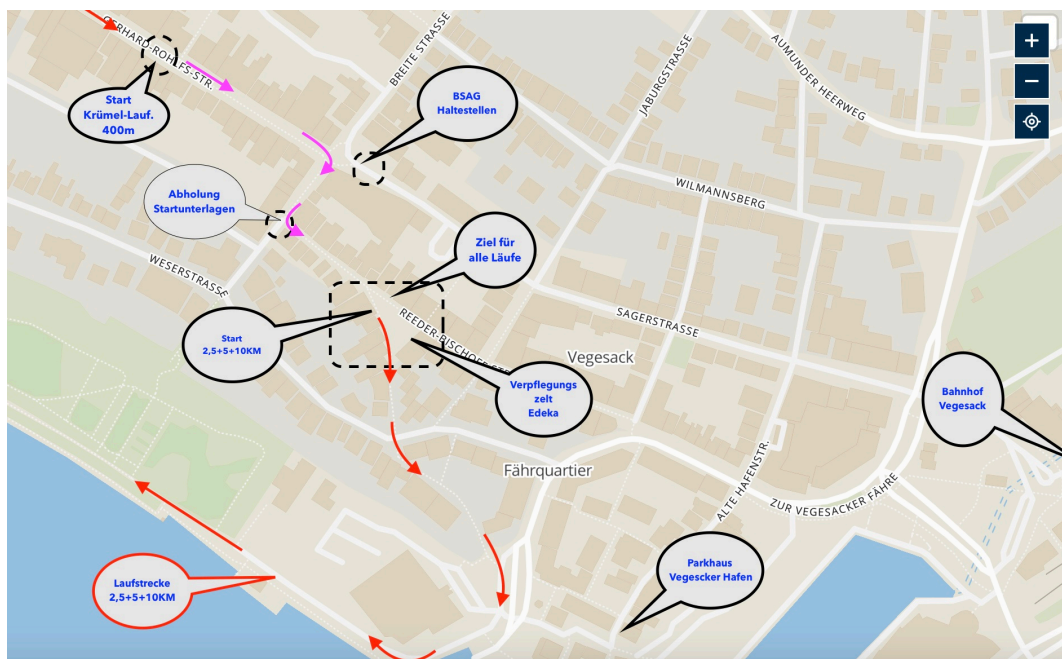 GERHARD-ROHLFS-STR.
BREITE STRASSE
JABURGSTRASSE
AUMUNDER HEERWEG
+
−
Start
Krümel-Lauf.
400m
BSAG
Haltestellen
WILMANNSBERG
Abholung
Startunterlagen
Ziel für
alle Läufe
WESERSTRASSE
Start
2,5+5+10KM
REEDER-BISCHOFF-ST
SAGERSTRASSE
Vegesack
Verpflegungs
zelt
Edeka
Bahnhof
Vegesack
Fährquartier
ALTE HAFENSTR.
ZUR VEGESACKER FÄHRE
Laufstrecke
2,5+5+10KM
Parkhaus
Vegescker Hafen